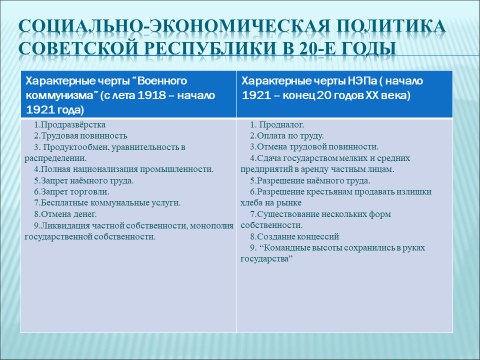 СОЦИАЛЬНО-ЭКОНОМИЧЕСКАЯ ПОЛИТИКА
СОВЕТСКОЙ РЕСПУБЛИКИ В 20-Е ГОДЫ
Характерные черты “Военного
коммунизма” (с лета 1918 – начало
1921 года)
1.Продразвёрстка
2.Трудовая повинность
3. Продуктообмен, уравнительность в
распределении.
4.Полная национализация промышленности.
5.Запрет наёмного труда.
6.Запрет торговли.
7.Бесплатные коммунальные услуги.
8.Отмена денег.
9.Ликвидация частной собственности, монополия
государственной собственности.
Характерные черты НЭПа ( начало
1921 – конец 20 годов XX века)
1. Продналог.
2.Оплата по труду.
3.Отмена трудовой повинности.
4.Сдача государством мелких и средних
предприятий в аренду частным лицам.
5.Разрешение наёмного труда.
6.Разрешение крестьянам продавать излишки
хлеба на рынке
7.Существование нескольких форм
собственности.
8.Создание концессий
9. “Командные высоты сохранились в руках
государства”